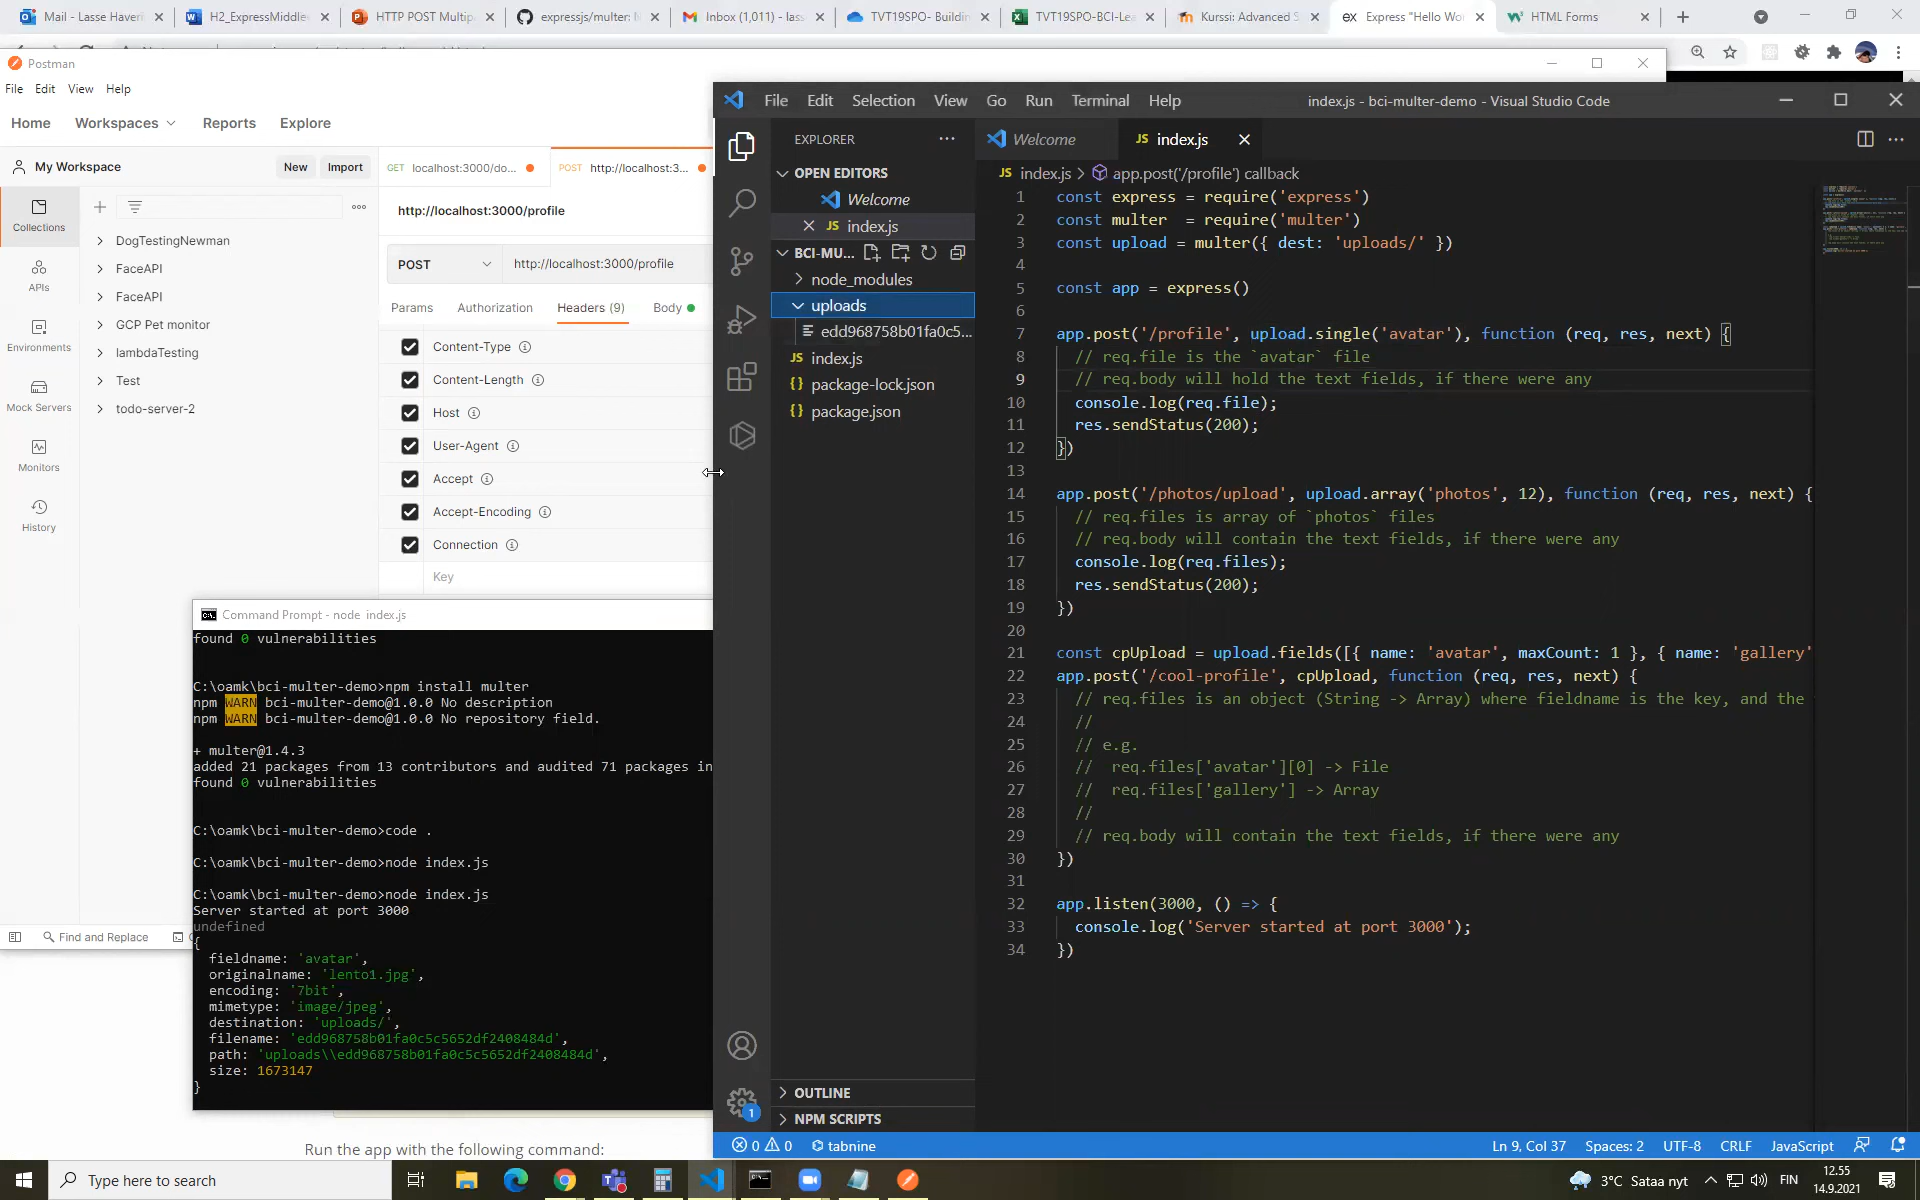 Mail - Lasse Haveri
H2_ExpressMiddle
HTTP POST Multip
expressjs/multer:
Inbox (1,011) - las
TVT19SPO- Buildin
TVT19SPO-BCI-Le
Kurssi: Advanced S
ex Express "Hello Wo
HTML Forms
Postman
File Edit View Help
Home Workspaces Reports Explore
My Workspace New Import
GET localhost:3000/do...
POST http://localhost:3...
Collections
APIs
Environments
Mock Servers
Monitors
History
DogTestingNewman
FaceAPI
FaceAPI
GCP Pet monitor
lambdaTesting
Test
todo-server-2
http://localhost:3000/profile
POST http://localhost:3000/profile
Params Authorization Headers (9) Body
Content-Type
Content-Length
Host
User-Agent
Accept
Accept-Encoding
Connection
Key
Find and Replace
Command Prompt - node index.js
found 0 vulnerabilities
C:\oamk\bci-multer-demo>npm install multer
npm WARN bci-multer-demo@1.0.0 No description
npm WARN bci-multer-demo@1.0.0 No repository field.
+ multer@1.4.3
added 21 packages from 13 contributors and audited 71 packages in
found 0 vulnerabilities
C:\oamk\bci-multer-demo>code .
C:\oamk\bci-multer-demo>node index.js
C:\oamk\bci-multer-demo>node index.js
Server started at port 3000
undefined
{
fieldname: 'avatar',
originalname: 'lento1.jpg',
encoding: '7bit',
mimetype: 'image/jpeg',
destination: 'uploads/',
filename: 'edd968758b01fa0c5c5652df2408484d',
path: 'uploads\\edd968758b01fa0c5c5652df2408484d',
size: 1673147
}
Run the app with the following command:
File Edit Selection View Go Run Terminal Help
index.js - bci-multer-demo - Visual Studio Code
EXPLORER
OPEN EDITORS
Welcome
JS index.js
BCI-MU...
node_modules
uploads
edd968758b01fa0c5...
JS index.js
{} package-lock.json
{} package.json
OUTLINE
NPM SCRIPTS
Welcome
JS index.js
JS index.js > app.post('/profile') callback
1 const express = require('express')
2 const multer  = require('multer')
3 const upload = multer({ dest: 'uploads/' })
4
5 const app = express()
6
7 app.post('/profile', upload.single('avatar'), function (req, res, next) {
8 // req.file is the `avatar` file
9 // req.body will hold the text fields, if there were any
10 console.log(req.file);
11 res.sendStatus(200);
12 })
13
14 app.post('/photos/upload', upload.array('photos', 12), function (req, res, next) {
15 // req.files is array of `photos` files
16 // req.body will contain the text fields, if there were any
17 console.log(req.files);
18 res.sendStatus(200);
19 })
20
21 const cpUpload = upload.fields([{ name: 'avatar', maxCount: 1 }, { name: 'gallery'
22 app.post('/cool-profile', cpUpload, function (req, res, next) {
23 // req.files is an object (String -> Array) where fieldname is the key, and the
24 //
25 // e.g.
26 //  req.files['avatar'][0] -> File
27 //  req.files['gallery'] -> Array
28 //
29 // req.body will contain the text fields, if there were any
30 })
31
32 app.listen(3000, () => {
33 console.log('Server started at port 3000');
34 })
1
0 0 tabnine
Ln 9, Col 37 Spaces: 2 UTF-8 CRLF JavaScript
Type here to search
3°C Sataa nyt FIN 12.55
14.9.2021